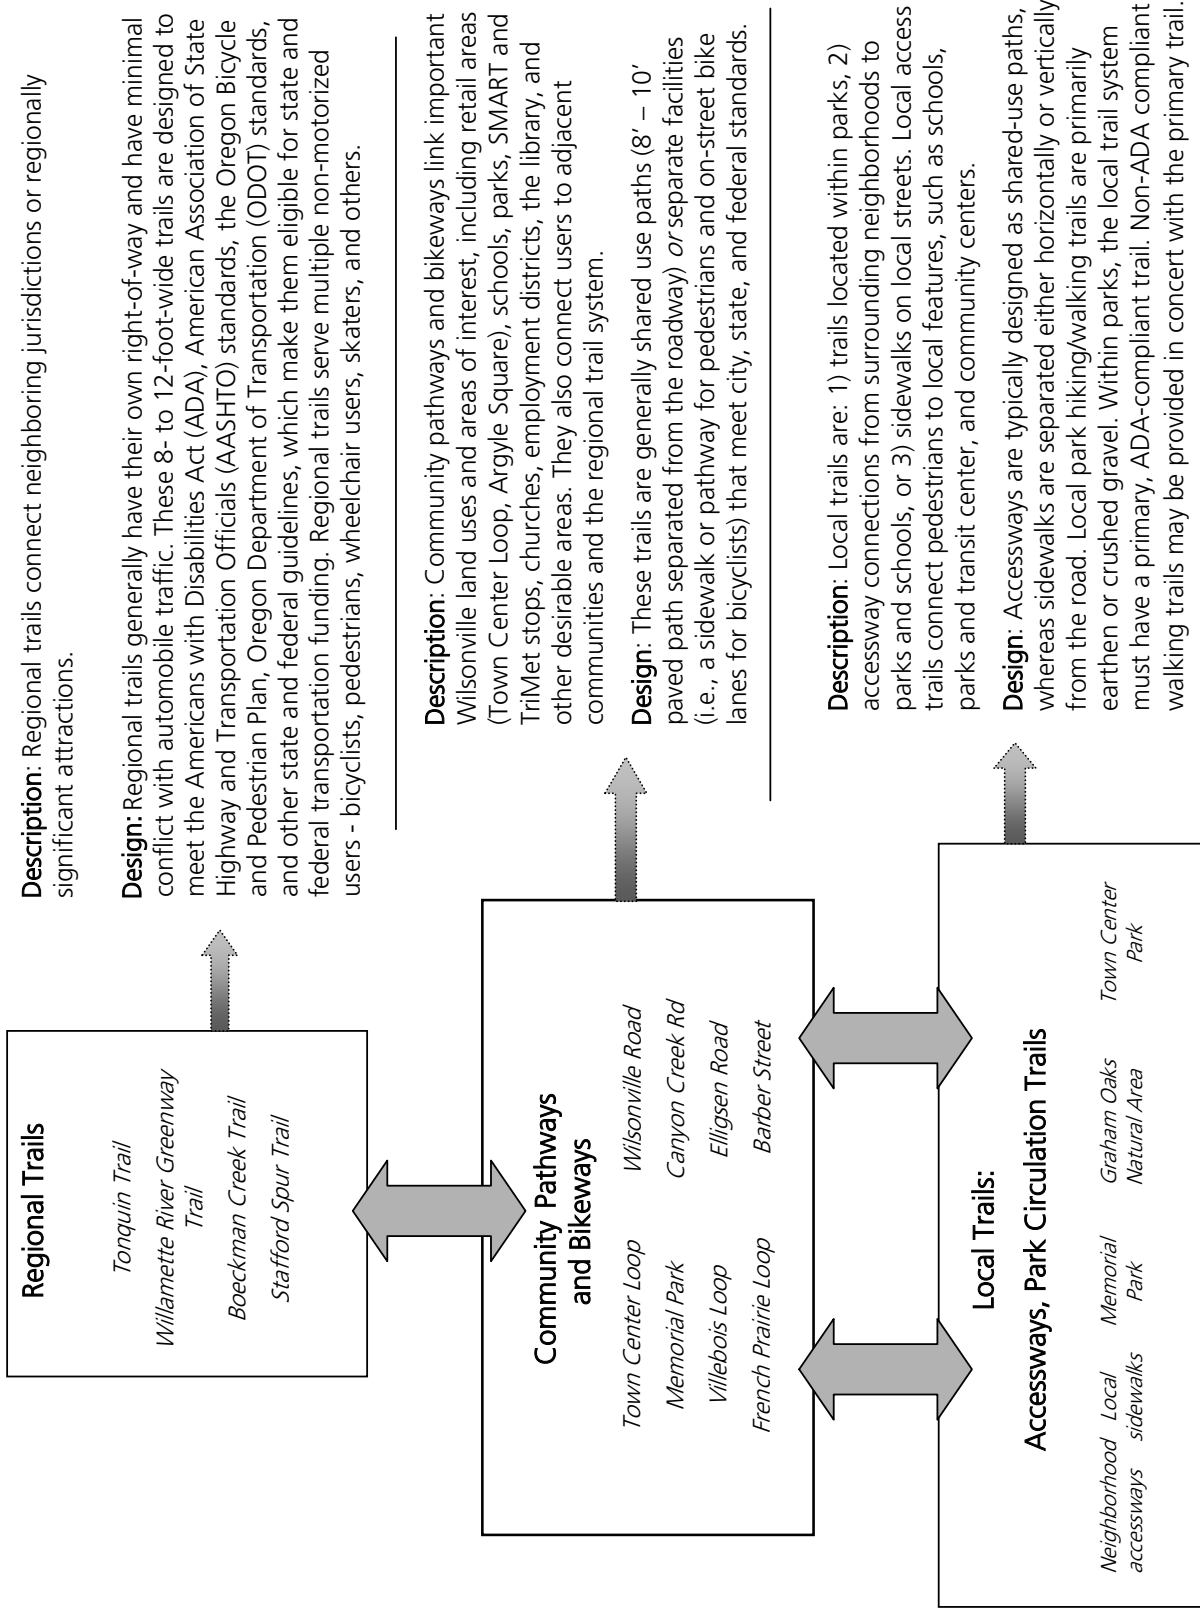 Regional Trails
Tonquin Trail
Willamette River Greenway
Trail
Boeckman Creek Trail
Stafford Spur Trail
Description: Regional trails connect neighboring jurisdictions or regionally
significant attractions.
Design: Regional trails generally have their own right-of-way and have minimal
conflict with automobile traffic. These 8- to 12-foot-wide trails are designed to
meet the Americans with Disabilities Act (ADA), American Association of State
Highway and Transportation Officials (AASHTO) standards, the Oregon Bicycle
and Pedestrian Plan, Oregon Department of Transportation (ODOT) standards,
and other state and federal guidelines, which make them eligible for state and
federal transportation funding. Regional trails serve multiple non-motorized
users - bicyclists, pedestrians, wheelchair users, skaters, and others.
Community Pathways
and Bikeways
Town Center Loop
Memorial Park
Villebois Loop
French Prairie Loop
Wilsonville Road
Canyon Creek Rd
Elligsen Road
Barber Street
Description: Community pathways and bikeways link important
Wilsonville land uses and areas of interest, including retail areas
(Town Center Loop, Argyle Square), schools, parks, SMART and
TriMet stops, churches, employment districts, the library, and
other desirable areas. They also connect users to adjacent
communities and the regional trail system.
Design: These trails are generally shared use paths (8’ – 10’
paved path separated from the roadway) or separate facilities
(i.e., a sidewalk or pathway for pedestrians and on-street bike
lanes for bicyclists) that meet city, state, and federal standards.
Local Trails:
Accessways, Park Circulation Trails
Neighborhood
accessways
Local
sidewalks
Memorial
Park
Graham Oaks
Natural Area
Town Center
Park
Description: Local trails are: 1) trails located within parks, 2)
accessway connections from surrounding neighborhoods to
parks and schools, or 3) sidewalks on local streets. Local access
trails connect pedestrians to local features, such as schools,
parks and transit center, and community centers.
Design: Accessways are typically designed as shared-use paths,
whereas sidewalks are separated either horizontally or vertically
from the road. Local park hiking/walking trails are primarily
earthen or crushed gravel. Within parks, the local trail system
must have a primary, ADA-compliant trail. Non-ADA compliant
walking trails may be provided in concert with the primary trail.